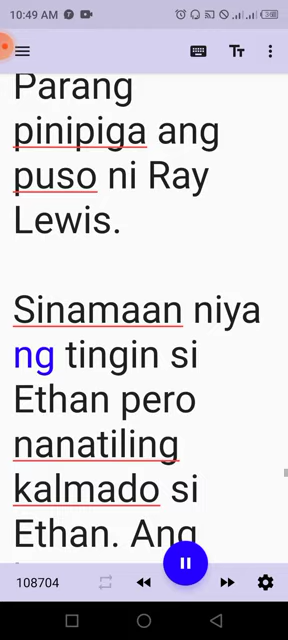 10:49 AM
Parang
pinipiga ang
puso ni Ray
Lewis.
Sinamaan niya
ng tingin si
Ethan pero
nanatiling
kalmado si
Ethan. Ang
108704